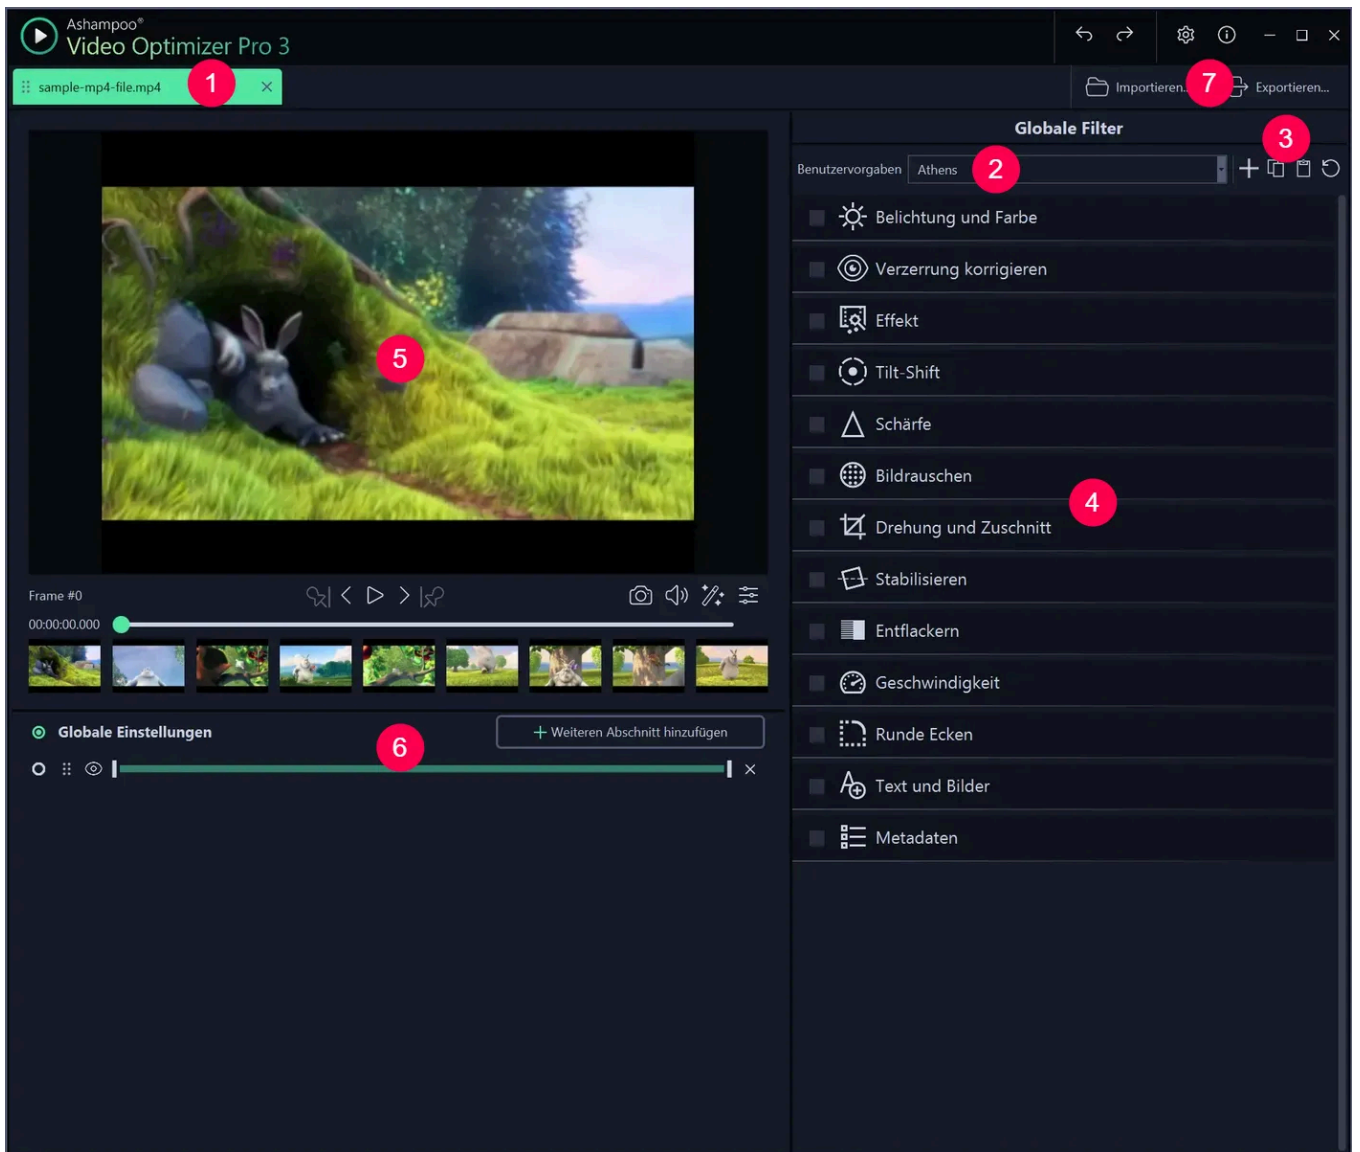 Ashampoo®
Video Optimizer Pro 3
sample-mp4-file.mp4
1
Importieren...
7
Exportieren...
Globale Filter
3
Benutzervorgaben
Athens
2
Belichtung und Farbe
Verzerrung korrigieren
Effekt
Tilt-Shift
Schärfe
Bildrauschen
4
Drehung und Zuschnitt
Stabilisieren
Entflackern
Geschwindigkeit
Runde Ecken
Text und Bilder
Metadaten
5
Frame #0
00:00:00.000
Globale Einstellungen
6
Weiteren Abschnitt hinzufügen